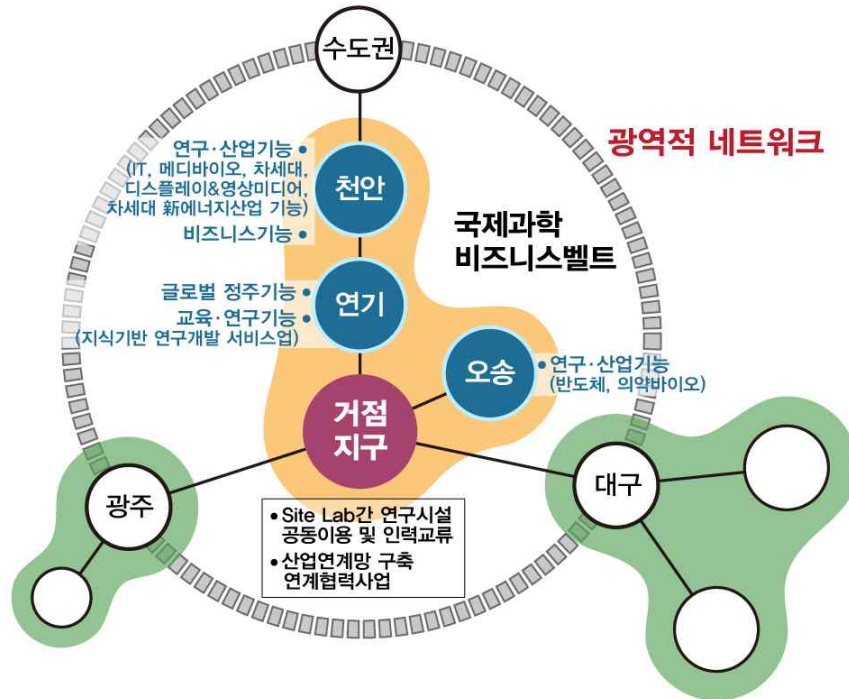 수도권
광역적 네트워크
연구·산업기능 •
(IT, 메디바이오, 차세대,
디스플레이&영상미디어,
차세대 新에너지산업 기능)
비즈니스기능 •
천안
국제과학
비즈니스벨트
글로벌 정주기능 •
교육·연구기능 •
(지식기반 연구개발 서비스업)
연기
오송
• 연구·산업기능
(반도체, 의약바이오)
거점
지구
광주
대구
• Site Lab간 연구시설
공동이용 및 인력교류
• 산업연계망 구축
연계협력사업